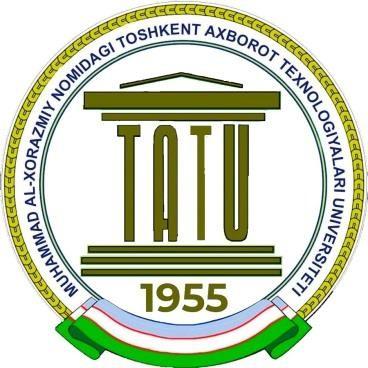 MUHAMMAD AL-XORAZMIY NOMIDAGI TOSHKENT AXBOROT TEXNOLOGIYALARI UNIVERSITETI
TATU
1955